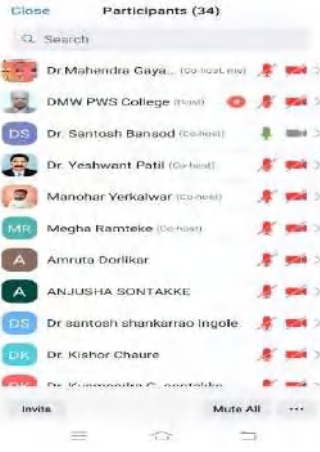 Close Participants (34)
Search
Dr.Mahendra Gaya... (Co-host, me)
DMW PWS College (Host)
DS Dr. Santosh Bansod (Co-host)
Dr. Yeshwant Patil (Co-host)
Manohar Yerkalwar (Co-host)
MR Megha Ramteke (Co-host)
A Amruta Dorlikar
A ANJUSHA SONTAKKE
DS Dr santosh shankarrao Ingole
DK Dr. Kishor Chaure
Dr. C.
Invite Mute All ...